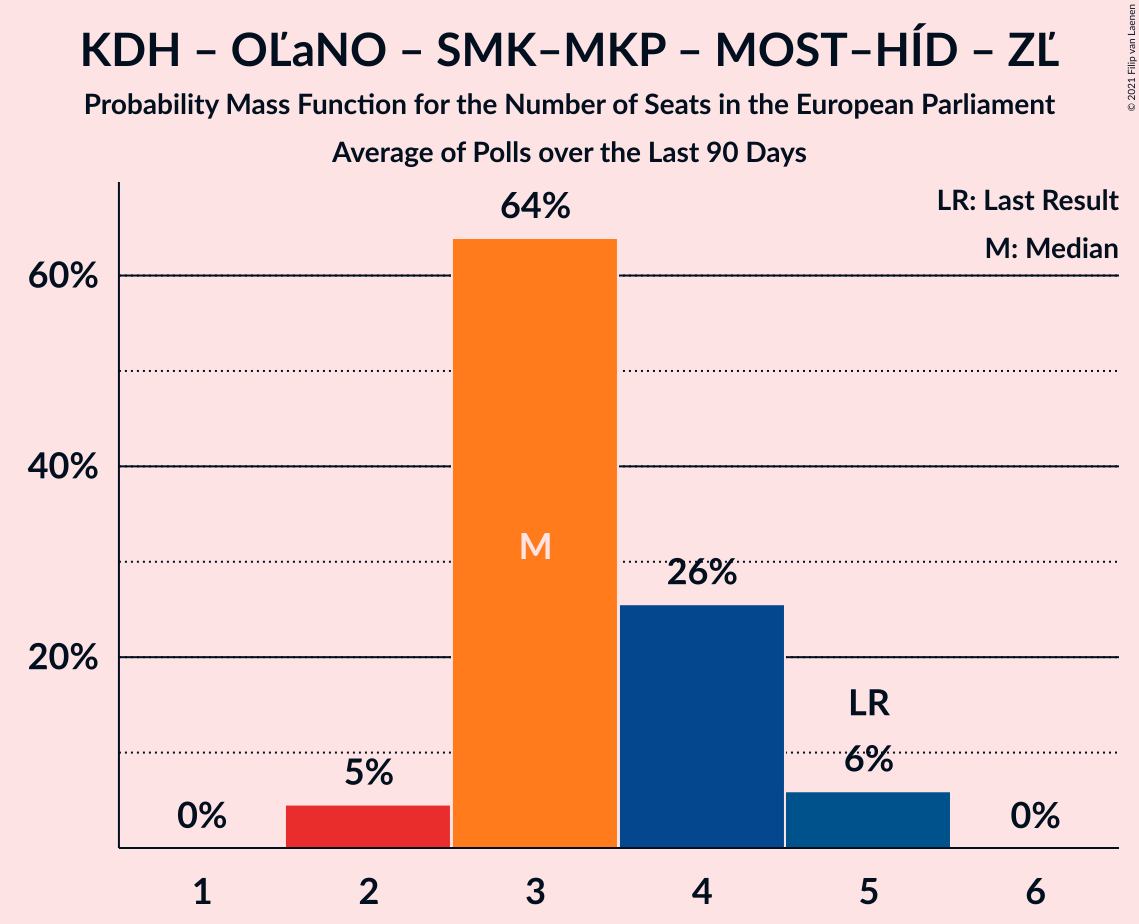 KDH – OĽaNO – SMK–MKP – MOST–HÍD – ZĽ
Probability Mass Function for the Number of Seats in the European Parliament
Average of Polls over the Last 90 Days
© 2021 Filip van Laenen
LR: Last Result
M: Median
64%
60%
40%
M
26%
20%
LR
6%
5%
0%
0%
1 2 3 4 5 6